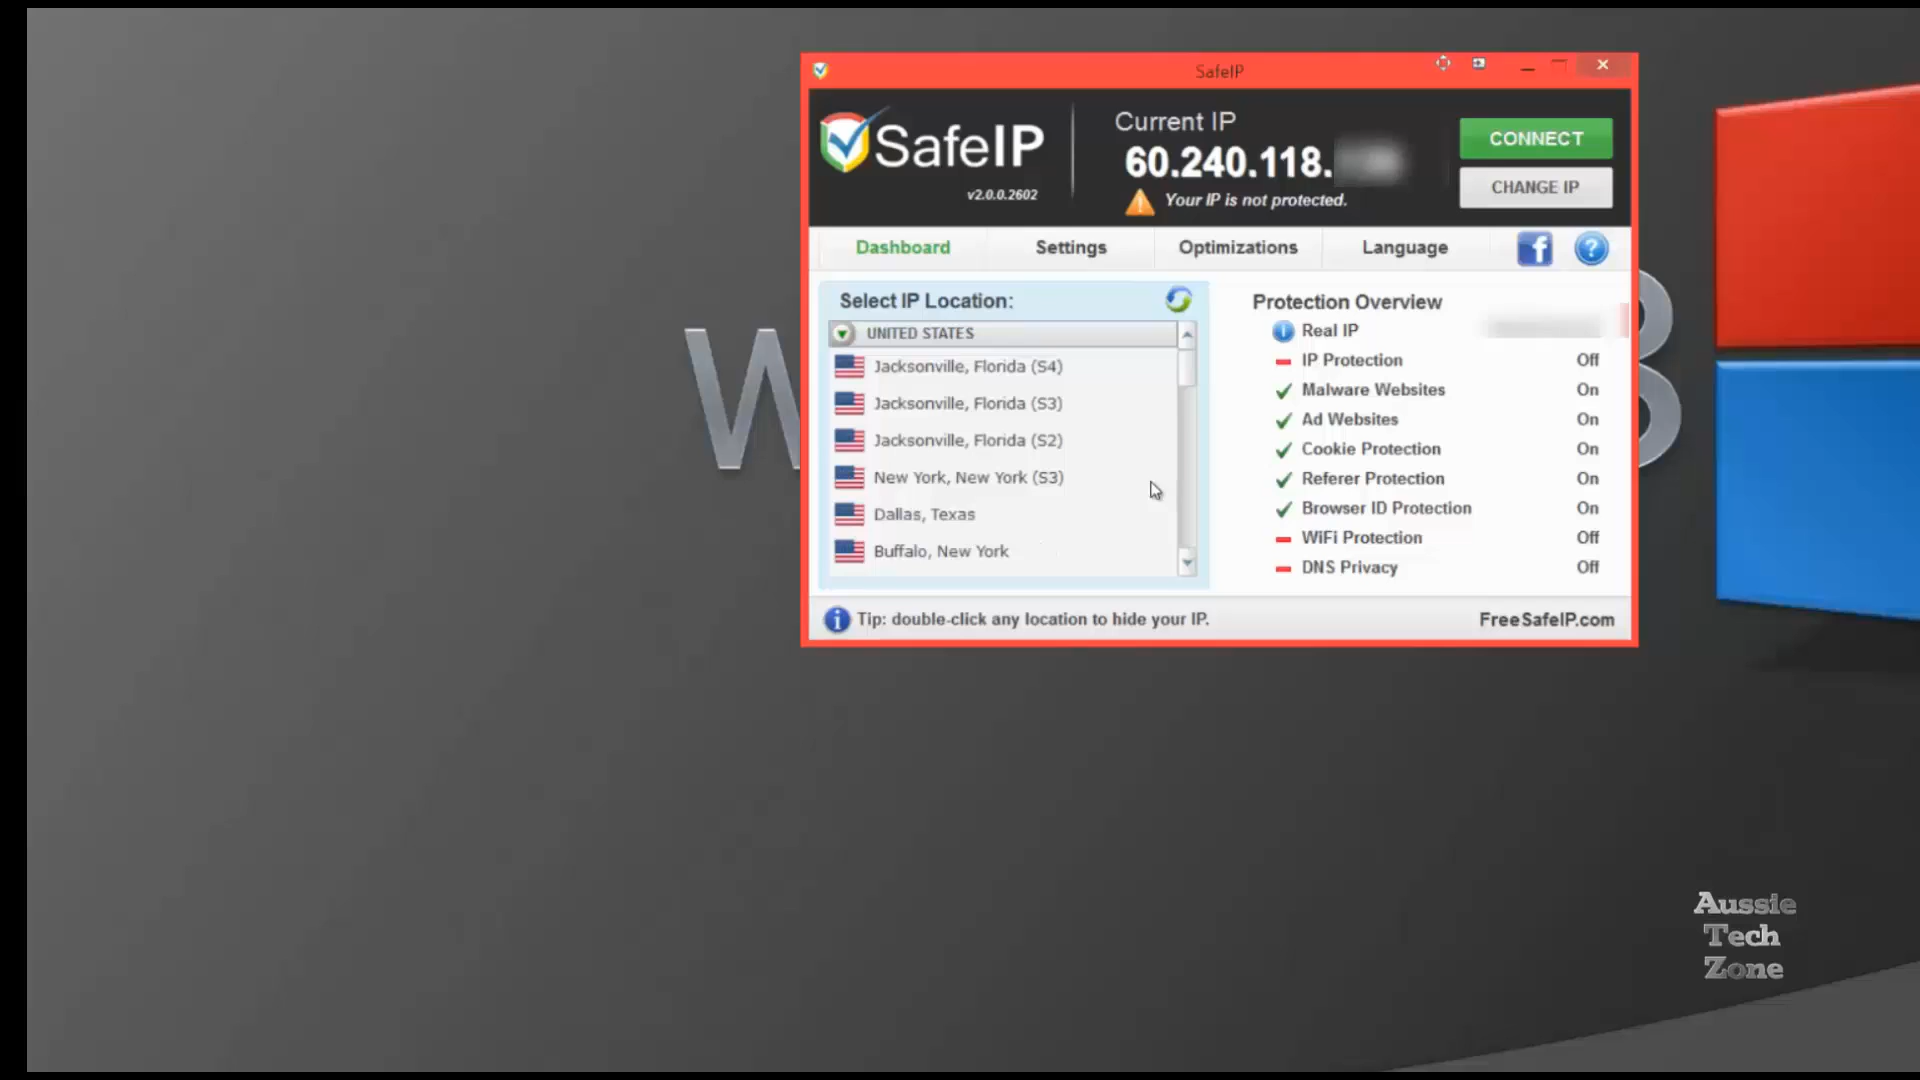 SafeIP
SafeIP
v2.0.0.2602
Current IP
60.240.118.
Your IP is not protected.
CONNECT
CHANGE IP
Dashboard
Settings
Optimizations
Language
Select IP Location:
UNITED STATES
Jacksonville, Florida (S4)
Jacksonville, Florida (S3)
Jacksonville, Florida (S2)
New York, New York (S3)
Dallas, Texas
Buffalo, New York
Protection Overview
Real IP
IP Protection Off
Malware Websites On
Ad Websites On
Cookie Protection On
Referer Protection On
Browser ID Protection On
WiFi Protection Off
DNS Privacy Off
Tip: double-click any location to hide your IP.
FreeSafeIP.com
Aussie
Tech
Zone